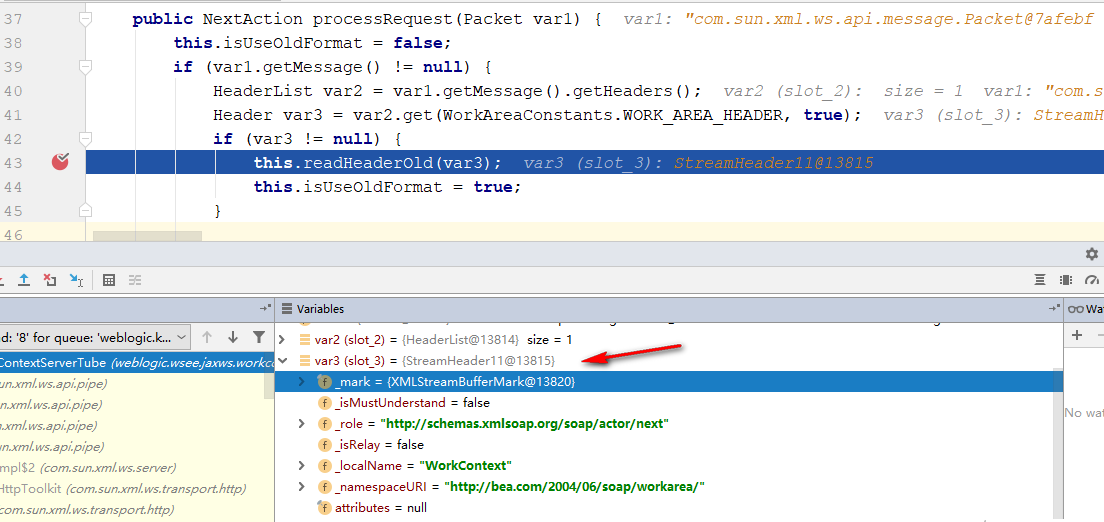 37 public NextAction processRequest(Packet var1) { var1: "com.sun.xml.ws.api.message.Packet@7afebf
38 this.isUseOldFormat = false;
39 if (var1.getMessage() != null) {
40 HeaderList var2 = var1.getMessage().getHeaders(); var2 (slot_2): size = 1 var1: "com.s
41 Header var3 = var2.get(WorkAreaConstants.WORK_AREA_HEADER, true); var3 (slot_3): StreamH
42 if (var3 != null) {
43 this.readHeaderOld(var3); var3 (slot_3): StreamHeader11@13815
44 this.isUseOldFormat = true;
45 }
46
Variables
Wa
d: '8' for queue: 'weblogic.k...
var2 (slot_2) = {HeaderList@13814} size = 1
ContextServerTube (weblogic.wsee.jaxws.workco
var3 (slot_3) = {StreamHeader11@13815}
un.xml.ws.api.pipe)
_mark = {XMLStreamBufferMark@13820}
un.xml.ws.api.pipe)
_isMustUnderstand = false
un.xml.ws.api.pipe)
_role = "http://schemas.xmlsoap.org/soap/actor/next"
un.xml.ws.api.pipe)
_isRelay = false
mpl$2 (com.sun.xml.ws.server)
_localName = "WorkContext"
HttpToolkit (com.sun.xml.ws.transport.http)
_namespaceURI = "http://bea.com/2004/06/soap/workarea/"
com.sun.xml.ws.transport.http)
attributes = null
No wat